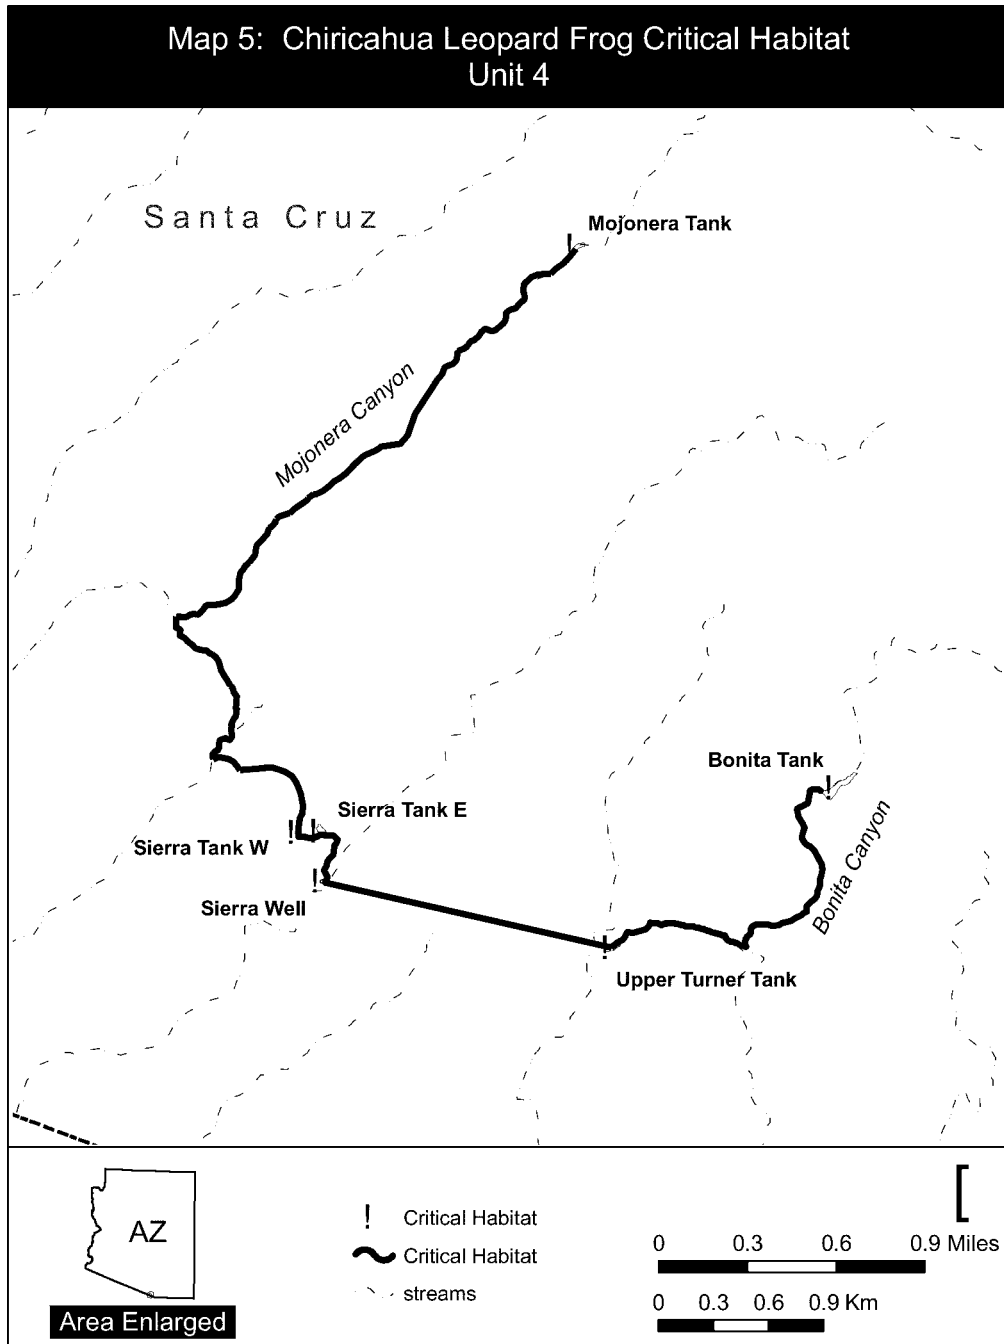 Map 5: Chiricahua Leopard Frog Critical Habitat
Unit 4
Santa Cruz
Mojonera Tank
Mojonera Canyon
Bonita Tank
Sierra Tank E
Sierra Tank W
Bonita Canyon
Sierra Well
Upper Turner Tank
AZ
Area Enlarged
! Critical Habitat
Critical Habitat
streams
[
0 0.3 0.6 0.9 Miles
0 0.3 0.6 0.9 Km